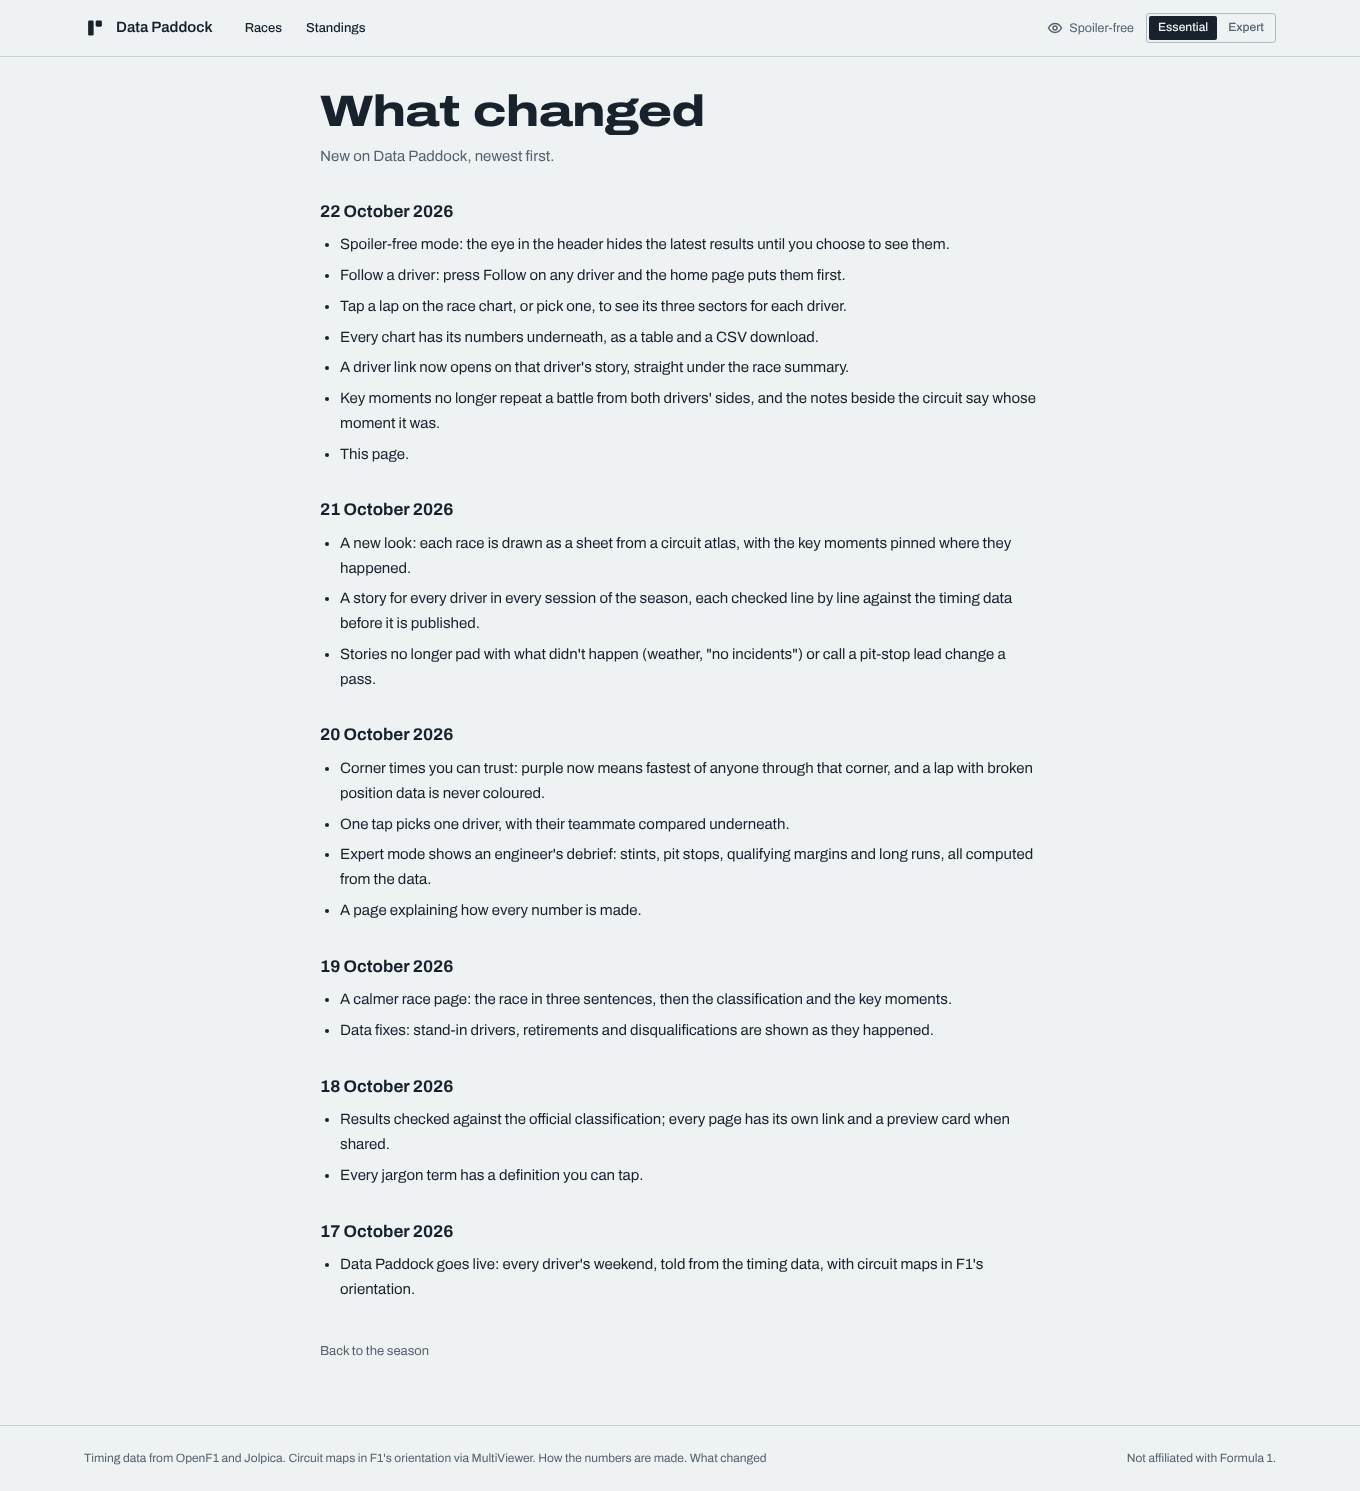 Data Paddock Races Standings Spoiler-free Essential Expert
What changed
New on Data Paddock, newest first.
22 October 2026
• Spoiler-free mode: the eye in the header hides the latest results until you choose to see them.
• Follow a driver: press Follow on any driver and the home page puts them first.
• Tap a lap on the race chart, or pick one, to see its three sectors for each driver.
• Every chart has its numbers underneath, as a table and a CSV download.
• A driver link now opens on that driver's story, straight under the race summary.
• Key moments no longer repeat a battle from both drivers' sides, and the notes beside the circuit say whose
moment it was.
• This page.
21 October 2026
• A new look: each race is drawn as a sheet from a circuit atlas, with the key moments pinned where they
happened.
• A story for every driver in every session of the season, each checked line by line against the timing data
before it is published.
• Stories no longer pad with what didn't happen (weather, "no incidents") or call a pit-stop lead change a
pass.
20 October 2026
• Corner times you can trust: purple now means fastest of anyone through that corner, and a lap with broken
position data is never coloured.
• One tap picks one driver, with their teammate compared underneath.
• Expert mode shows an engineer's debrief: stints, pit stops, qualifying margins and long runs, all computed
from the data.
• A page explaining how every number is made.
19 October 2026
• A calmer race page: the race in three sentences, then the classification and the key moments.
• Data fixes: stand-in drivers, retirements and disqualifications are shown as they happened.
18 October 2026
• Results checked against the official classification; every page has its own link and a preview card when
shared.
• Every jargon term has a definition you can tap.
17 October 2026
• Data Paddock goes live: every driver's weekend, told from the timing data, with circuit maps in F1's
orientation.
Back to the season
Timing data from OpenF1 and Jolpica. Circuit maps in F1's orientation via MultiViewer. How the numbers are made. What changed Not affiliated with Formula 1.